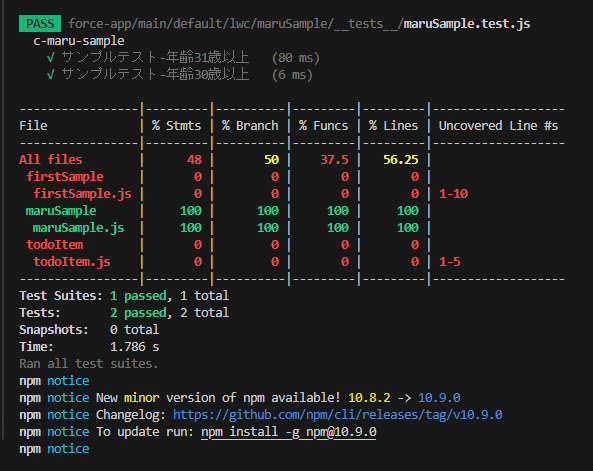 PASS force-app/main/default/lwc/maruSample/__tests__/maruSample.test.js
c-maru-sample
√ サンプルテスト-年齢31歳以上 (80 ms)
√ サンプルテスト-年齢30歳以上 (6 ms)
-----------------|---------|----------|---------|---------|-------------------
File | % Stmts | % Branch | % Funcs | % Lines | Uncovered Line #s
-----------------|---------|----------|---------|---------|-------------------
All files | 48 | 50 | 37.5 | 56.25 |
firstSample | 0 | 0 | 0 | 0 |
firstSample.js | 0 | 0 | 0 | 0 | 1-10
maruSample | 100 | 100 | 100 | 100 |
maruSample.js | 100 | 100 | 100 | 100 |
todoItem | 0 | 0 | 0 | 0 |
todoItem.js | 0 | 0 | 0 | 0 | 1-5
-----------------|---------|----------|---------|---------|-------------------
Test Suites: 1 passed, 1 total
Tests: 2 passed, 2 total
Snapshots: 0 total
Time: 1.786 s
Ran all test suites.
npm notice
npm notice New minor version of npm available! 10.8.2 -> 10.9.0
npm notice Changelog: https://github.com/npm/cli/releases/tag/v10.9.0
npm notice To update run: npm install -g npm@10.9.0
npm notice